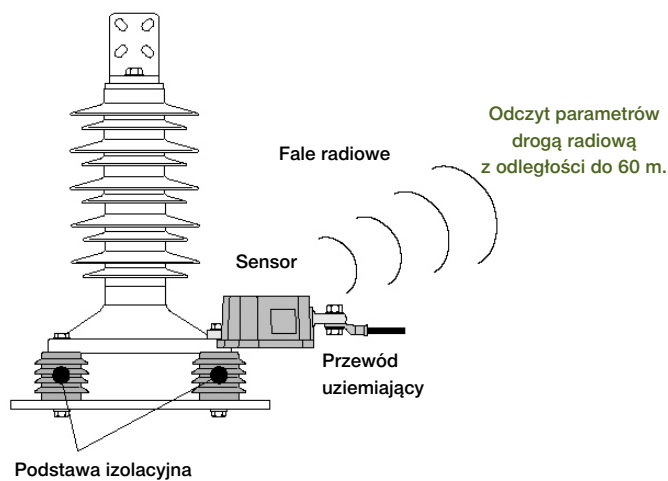 Odczyt parametrów
drogą radiową
z odległości do 60 m.
Fale radiowe
Sensor
Przewód
uziemiający
Podstawa izolacyjna